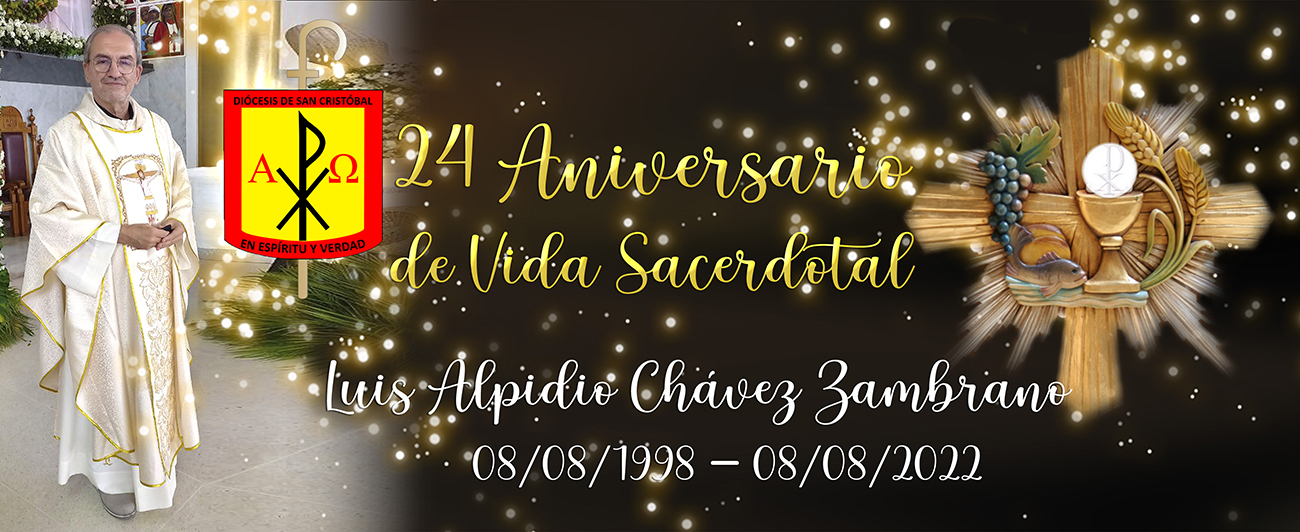 DIÓCESIS DE SAN CRISTÓBAL
Α Ω
EN ESPÍRITU Y VERDAD
24 Aniversario
de Vida Sacerdotal
Luis Alpidio Chávez Zambrano
08/08/1998 – 08/08/2022